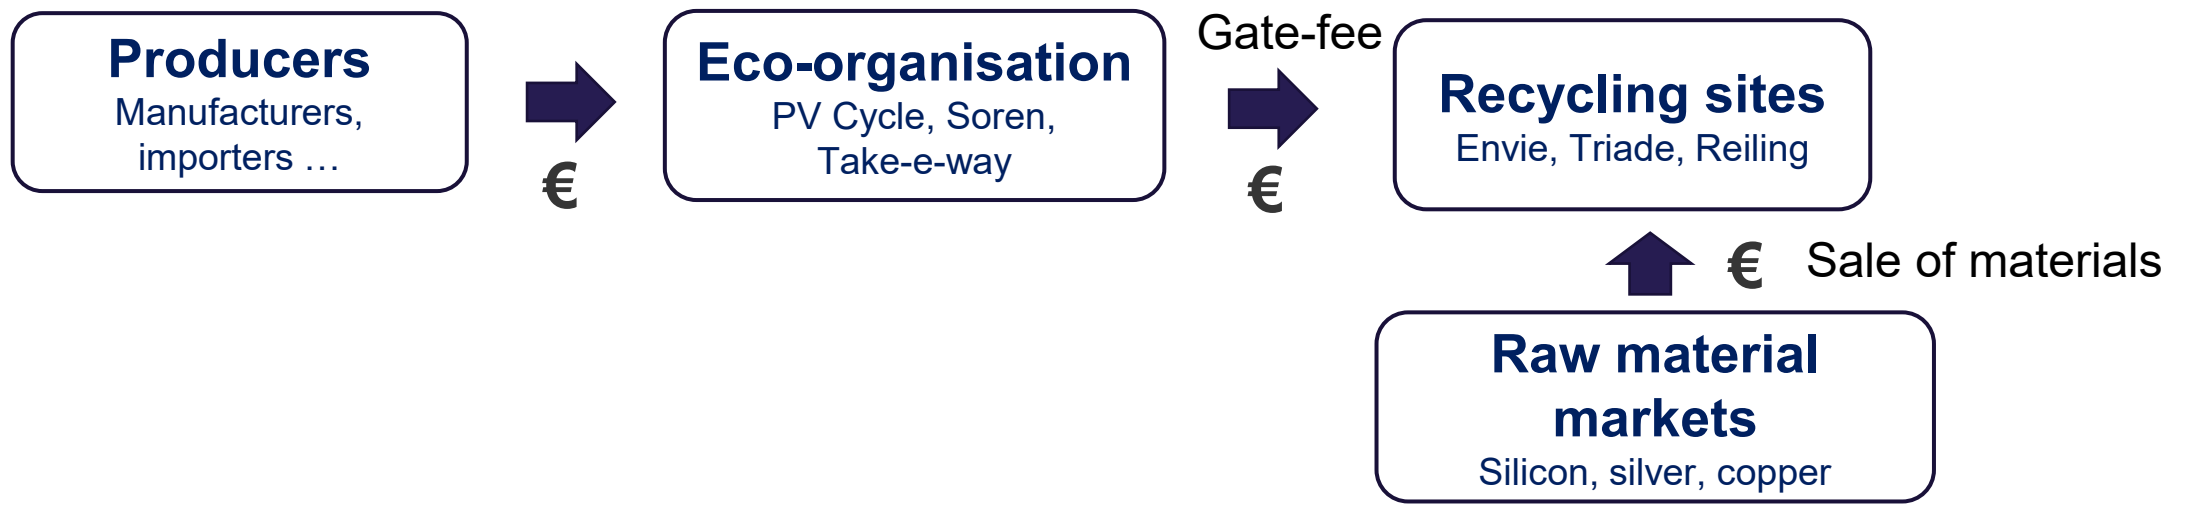 Producers
Manufacturers,
importers …
€
Eco-organisation
PV Cycle, Soren,
Take-e-way
Gate-fee
€
Recycling sites
Envie, Triade, Reiling
€ Sale of materials
Raw material
markets
Silicon, silver, copper